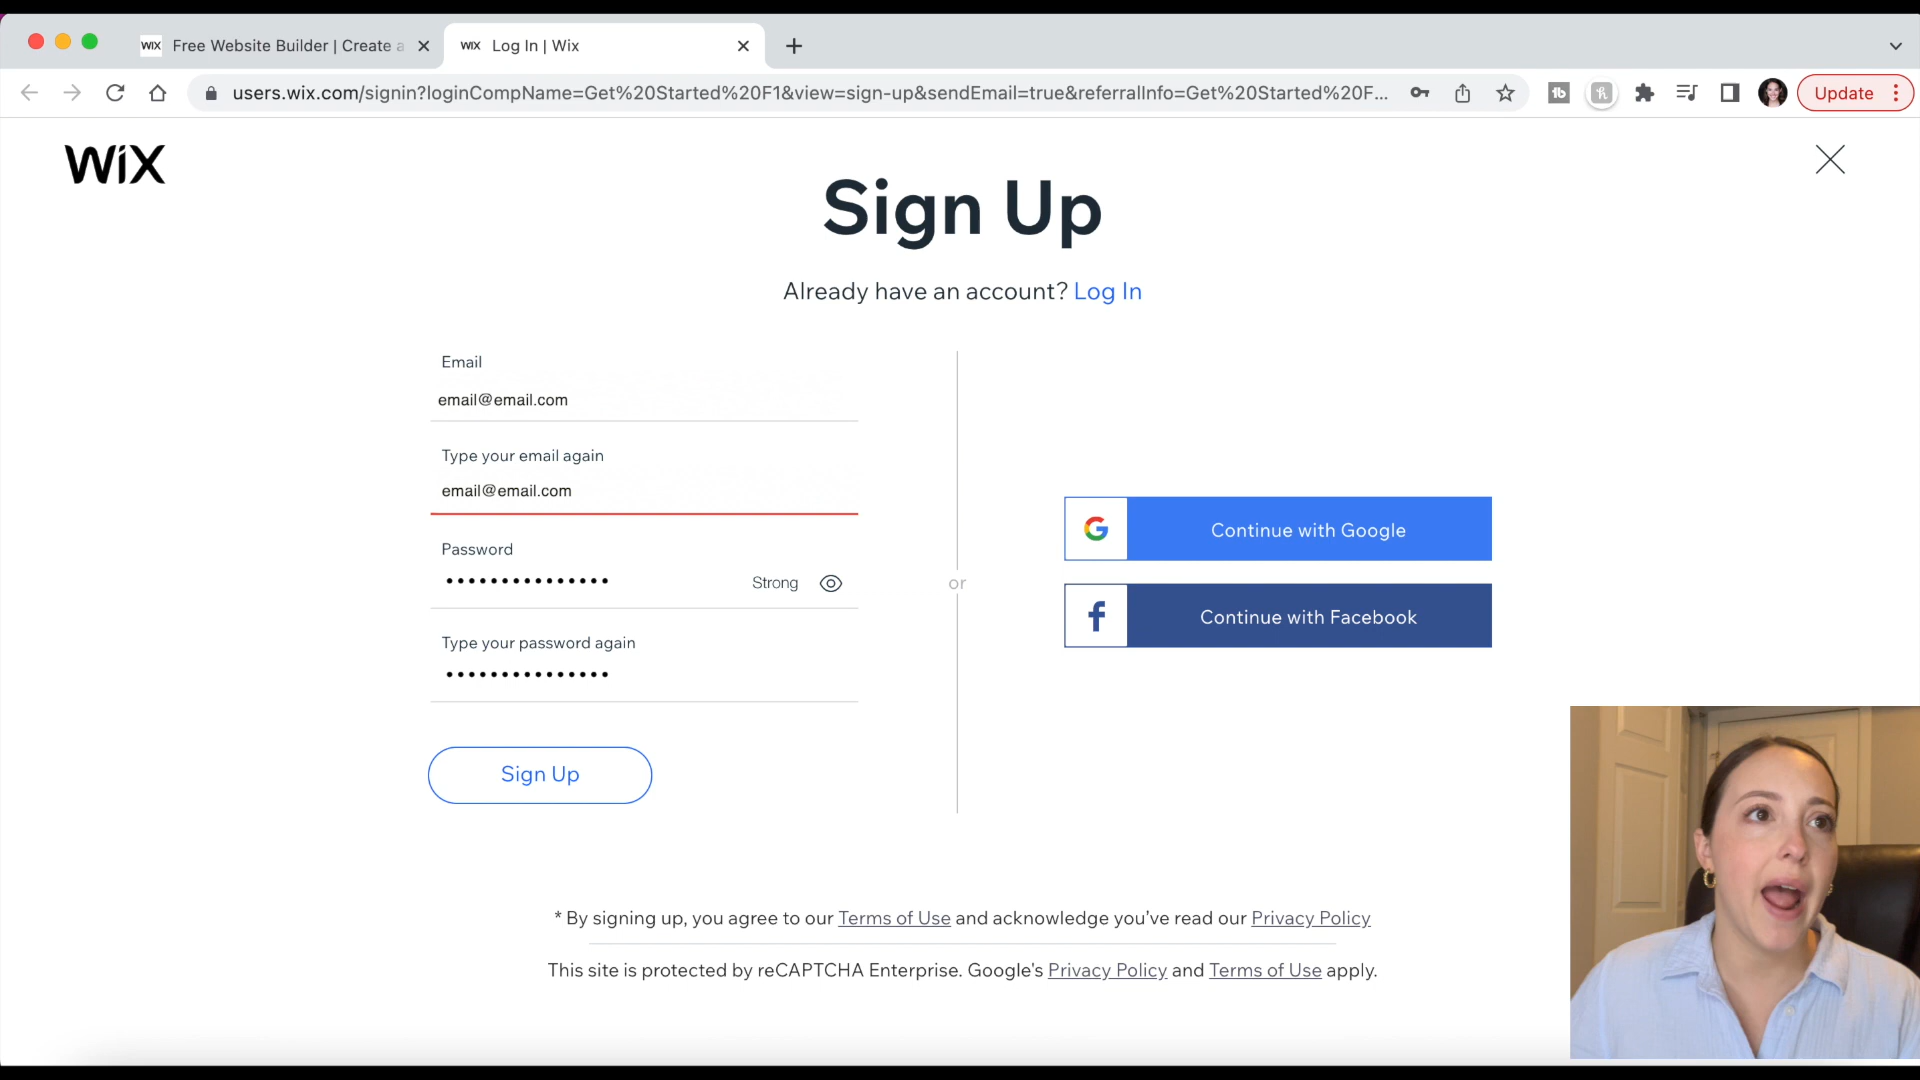 WIX Free Website Builder | Create a
WIX Log In | Wix
users.wix.com/signin?loginCompName=Get%20Started%20F1&view=sign-up&sendEmail=true&referralInfo=Get%20Started%20F...
Update
WiX
Sign Up
Already have an account? Log In
Email
email@email.com
Type your email again
email@email.com
Password
Strong
Type your password again
Sign Up
or
Continue with Google
Continue with Facebook
* By signing up, you agree to our Terms of Use and acknowledge you've read our Privacy Policy
This site is protected by reCAPTCHA Enterprise. Google's Privacy Policy and Terms of Use apply.